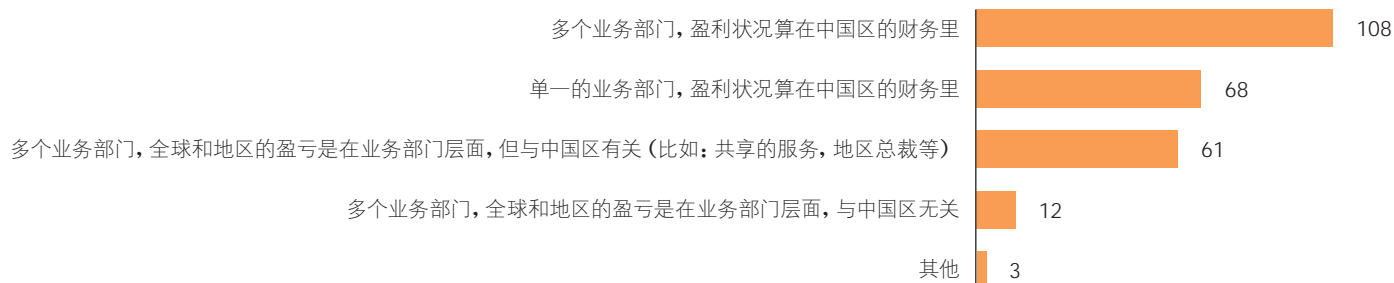 多个业务部门，盈利状况算在中国区的财务里 108
单一的业务部门，盈利状况算在中国区的财务里 68
多个业务部门，全球和地区的盈亏是在业务部门层面，但与中国区有关（比如：共享的服务，地区总裁等） 61
多个业务部门，全球和地区的盈亏是在业务部门层面，与中国区无关 12
其他 3